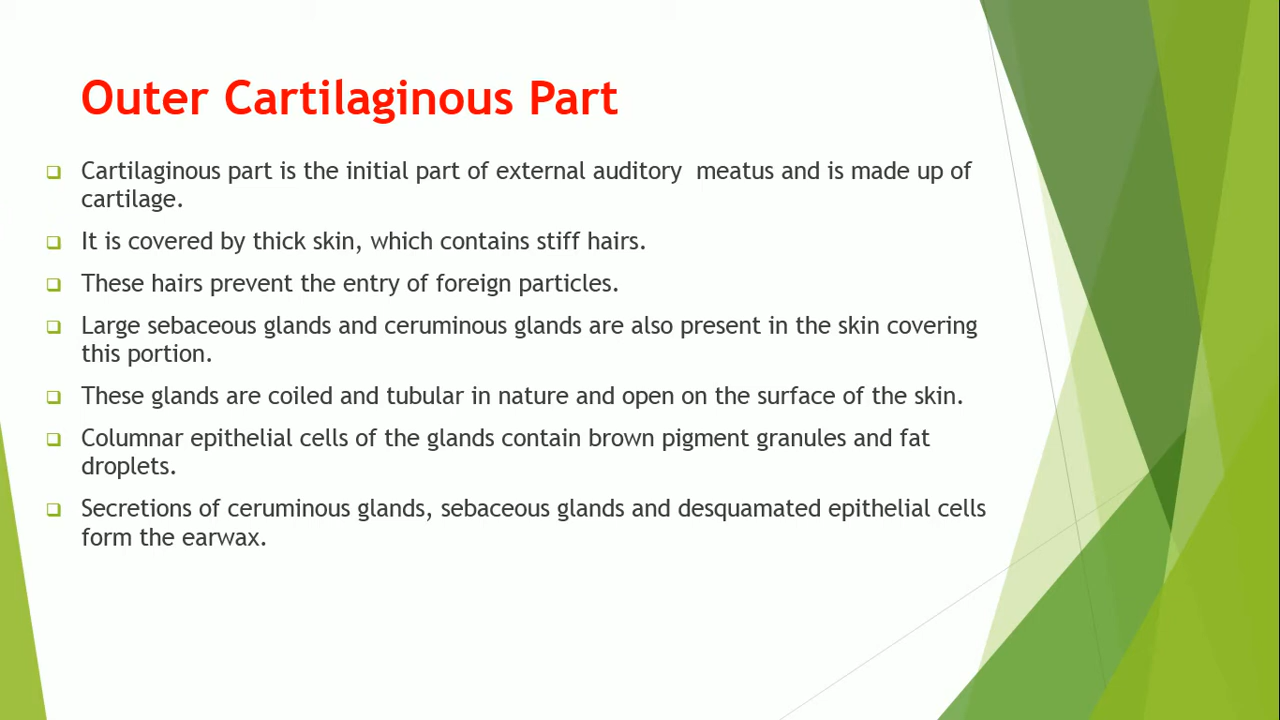 Outer Cartilaginous Part
Cartilaginous part is the initial part of external auditory  meatus and is made up of
cartilage.
It is covered by thick skin, which contains stiff hairs.
These hairs prevent the entry of foreign particles.
Large sebaceous glands and ceruminous glands are also present in the skin covering
this portion.
These glands are coiled and tubular in nature and open on the surface of the skin.
Columnar epithelial cells of the glands contain brown pigment granules and fat
droplets.
Secretions of ceruminous glands, sebaceous glands and desquamated epithelial cells
form the earwax.